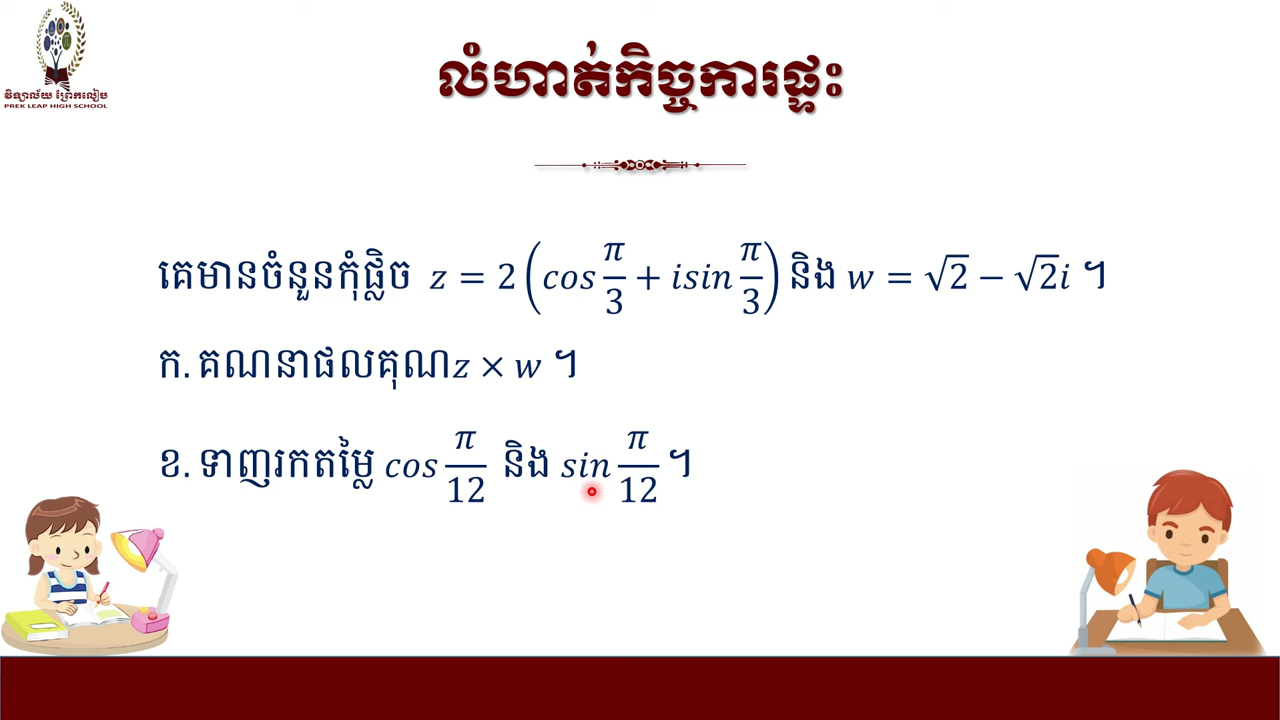 វិទ្យាល័យ ព្រែកលៀប
PREK LEAP HIGH SCHOOL
លំហាត់កិច្ចការផ្ទះ
គេមានចំនួនកុំផ្លិច z = 2(cos π/3 + isin π/3) និង w = √2 − √2i ។
ក. គណនាផលគុណ z × w ។
ខ. ទាញរកតម្លៃ cos π/12 និង sin π/12 ។